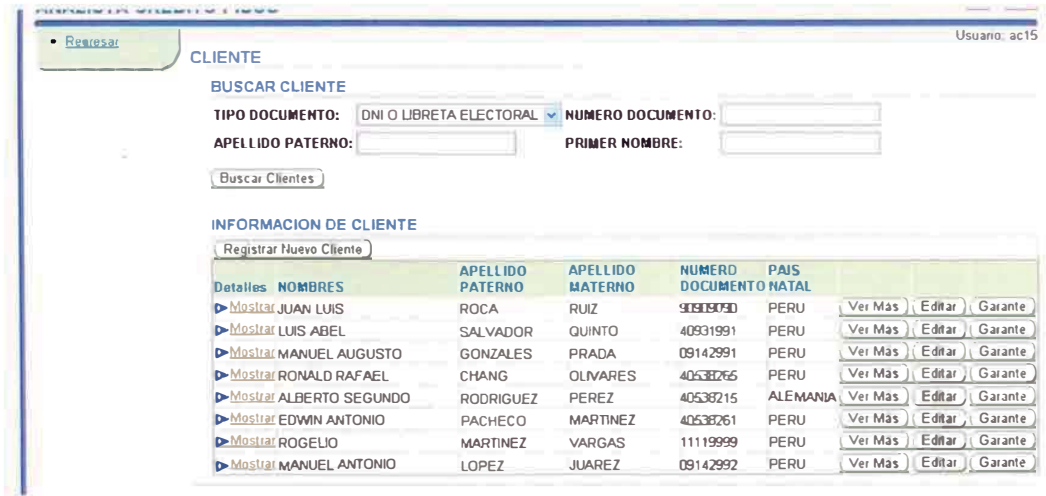 Usuario: ac15
Regresar
CLIENTE
BUSCAR CLIENTE
TIPO DOCUMENTO: DNI O LIBRETA ELECTORAL NUMERO DOCUMENTO:
APELLIDO PATERNO: PRIMER NOMBRE:
Buscar Clientes
INFORMACION DE CLIENTE
Registrar Nuevo Cliente
Detalles NOMBRES APELLIDO PATERNO APELLIDO MATERNO NUMERO DOCUMENTO PAIS NATAL
Mostrar JUAN LUIS ROCA RUIZ PERU Ver Más Editar Garante
Mostrar LUIS ABEL SALVADOR QUINTO 40931991 PERU Ver Más Editar Garante
Mostrar MANUEL AUGUSTO GONZALES PRADA 09142991 PERU Ver Más Editar Garante
Mostrar RONALD RAFAEL CHANG OLIVARES PERU Ver Más Editar Garante
Mostrar ALBERTO SEGUNDO RODRIGUEZ PEREZ 40538215 ALEMANIA Ver Más Editar Garante
Mostrar EDWIN ANTONIO PACHECO MARTINEZ 40538261 PERU Ver Más Editar Garante
Mostrar ROGELIO MARTINEZ VARGAS 11119999 PERU Ver Más Editar Garante
Mostrar MANUEL ANTONIO LOPEZ JUAREZ 09142992 PERU Ver Más Editar Garante